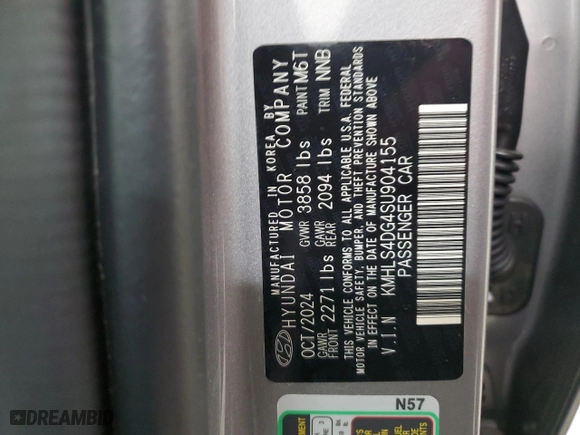 MANUFACTURED IN KOREA BY
HYUNDAI MOTOR COMPANY
OCT/2024 GVWR 3858 lbs PAINT M6T
GAWR FRONT 2271 lbs GAWR REAR 2094 lbs TRIM NNB
THIS VEHICLE CONFORMS TO ALL APPLICABLE U.S.A. FEDERAL
MOTOR VEHICLE SAFETY, BUMPER, AND THEFT PREVENTION STANDARDS
IN EFFECT ON THE DATE OF MANUFACTURE SHOWN ABOVE
V.I.N KMHLS4DG4SU904155
PASSENGER CAR
N57
DREAMBID